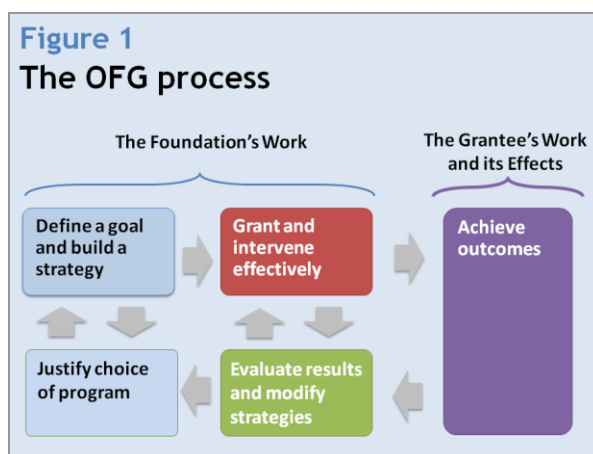 Figure 1
The OFG process
The Foundation's Work
The Grantee's Work
and its Effects
Define a goal
and build a
strategy
Grant and
intervene
effectively
Achieve
outcomes
Justify choice
of program
Evaluate results
and modify
strategies